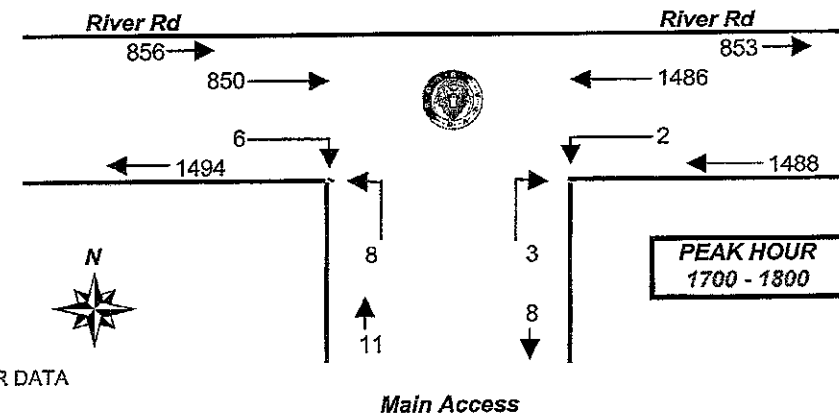 River Rd River Rd
856 853
850 1486
6 2
1494 1488
8 3
N PEAK HOUR
1700 - 1800
8
11
R DATA
Main Access